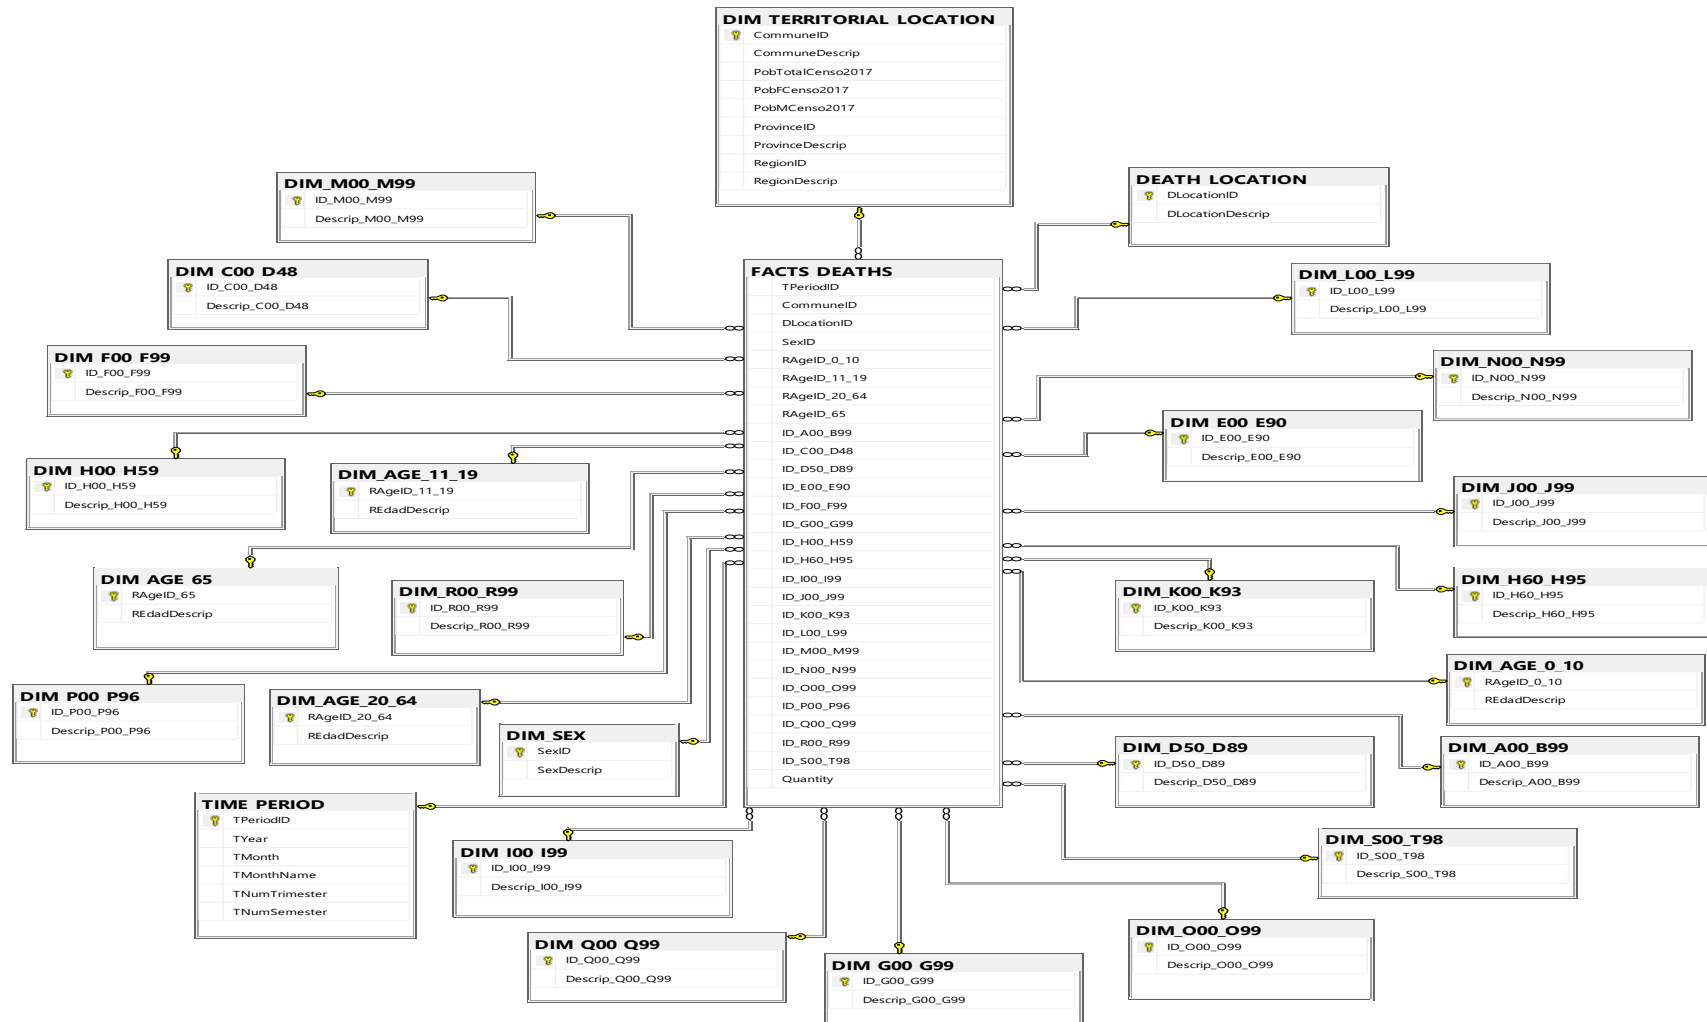 DIM TERRITORIAL LOCATION
CommuneID
CommuneDescrip
PobTotalCenso2017
PobFCenso2017
PobMCenso2017
ProvinceID
ProvinceDescrip
RegionID
RegionDescrip
DIM_M00_M99
ID_M00_M99
Descrip_M00_M99
DEATH LOCATION
DLocationID
DLocationDescrip
DIM C00 D48
ID_C00_D48
Descrip_C00_D48
DIM_L00_L99
ID_L00_L99
Descrip_L00_L99
DIM F00 F99
ID_F00_F99
Descrip_F00_F99
DIM_N00_N99
ID_N00_N99
Descrip_N00_N99
FACTS DEATHS
TPeriodID
CommuneID
DLocationID
SexID
RAgeID_0_10
RAgeID_11_19
RAgeID_20_64
RAgeID_65
ID_A00_B99
ID_C00_D48
ID_D50_D89
ID_E00_E90
ID_F00_F99
ID_G00_G99
ID_H00_H59
ID_H60_H95
ID_I00_I99
ID_J00_J99
ID_K00_K93
ID_L00_L99
ID_M00_M99
ID_N00_N99
ID_O00_O99
ID_P00_P96
ID_Q00_Q99
ID_R00_R99
ID_S00_T98
Quantity
DIM E00 E90
ID_E00_E90
Descrip_E00_E90
DIM H00 H59
ID_H00_H59
Descrip_H00_H59
DIM_AGE_11_19
RAgeID_11_19
REdadDescrip
DIM_J00_J99
ID_J00_J99
Descrip_J00_J99
DIM AGE 65
RAgeID_65
REdadDescrip
DIM_R00_R99
ID_R00_R99
Descrip_R00_R99
DIM_K00_K93
ID_K00_K93
Descrip_K00_K93
DIM_H60_H95
ID_H60_H95
Descrip_H60_H95
DIM P00 P96
ID_P00_P96
Descrip_P00_P96
DIM_AGE_20_64
RAgeID_20_64
REdadDescrip
DIM_AGE_0_10
RAgeID_0_10
REdadDescrip
DIM SEX
SexID
SexDescrip
DIM_D50_D89
ID_D50_D89
Descrip_D50_D89
DIM_A00_B99
ID_A00_B99
Descrip_A00_B99
TIME PERIOD
TPeriodID
TYear
TMonth
TMonthName
TNumTrimester
TNumSemester
DIM I00 I99
ID_I00_I99
Descrip_I00_I99
DIM_S00_T98
ID_S00_T98
Descrip_S00_T98
DIM Q00 Q99
ID_Q00_Q99
Descrip_Q00_Q99
DIM G00 G99
ID_G00_G99
Descrip_G00_G99
DIM_O00_O99
ID_O00_O99
Descrip_O00_O99